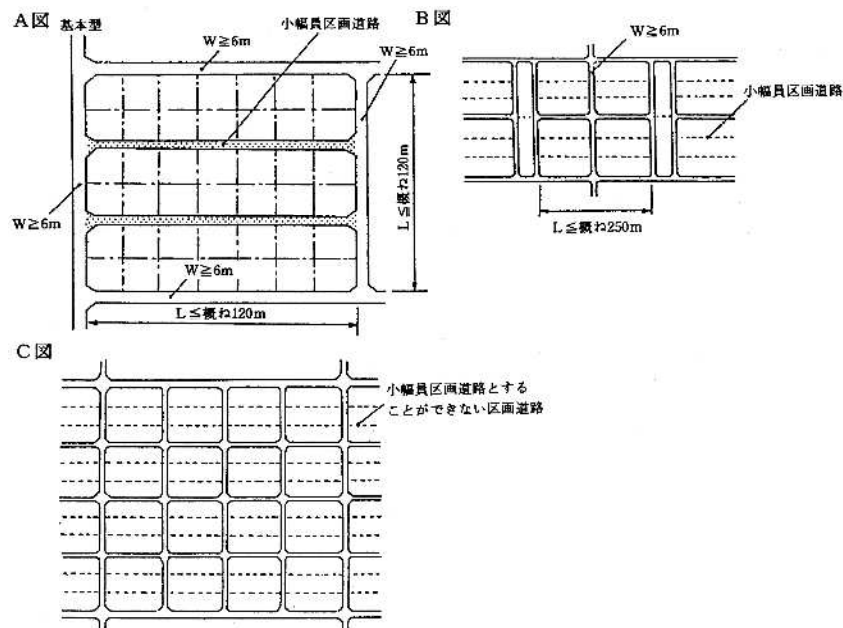 A図 基本型
小幅員区画道路
W≧6m
W≧6m
L≦概ね120m
W≧6m
W≧6m
L≦概ね120m
B図
W≧6m
小幅員区画道路
L≦概ね250m
C図
小幅員区画道路とする
ことができない区画道路